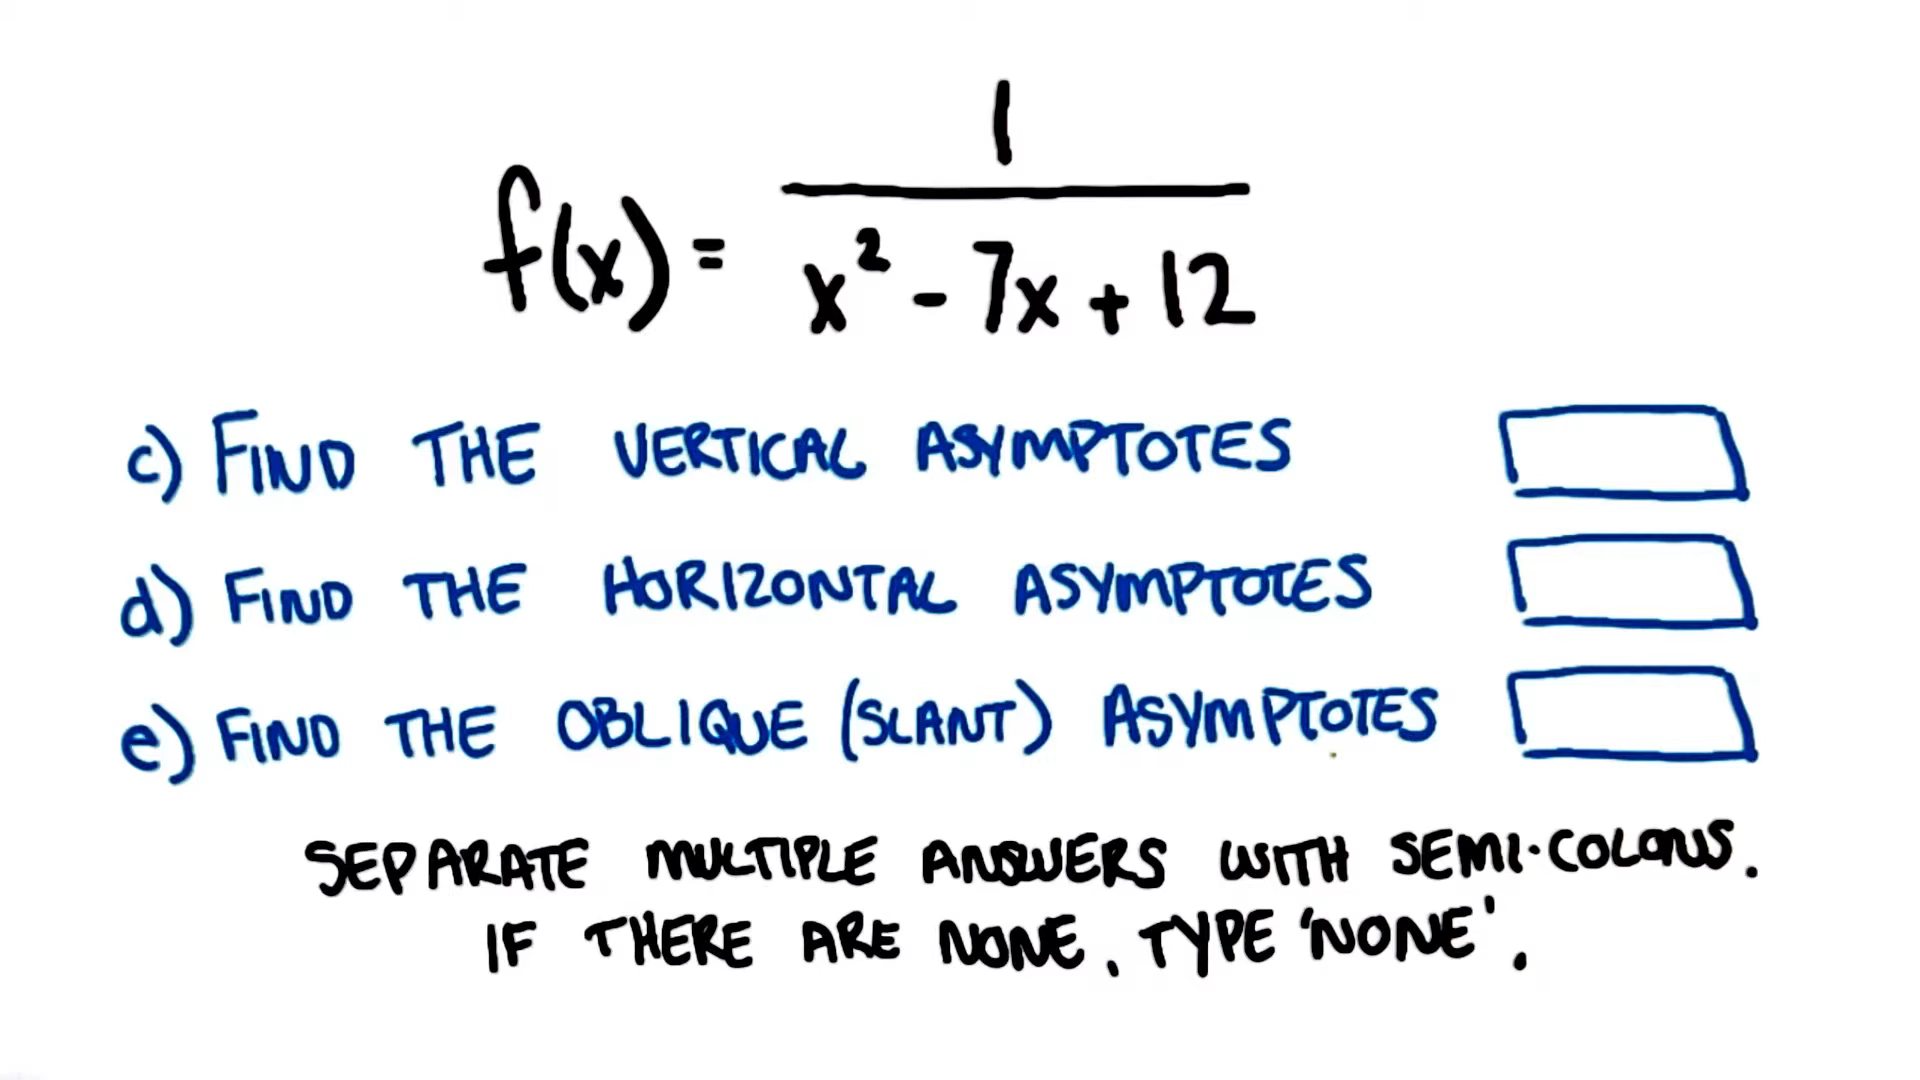 f(x) = 1 / (x² - 7x + 12)
c) FIND THE VERTICAL ASYMPTOTES
d) FIND THE HORIZONTAL ASYMPTOTES
e) FIND THE OBLIQUE (SLANT) ASYMPTOTES
SEPARATE MULTIPLE ANSWERS WITH SEMI-COLONS.
IF THERE ARE NONE, TYPE 'NONE'.